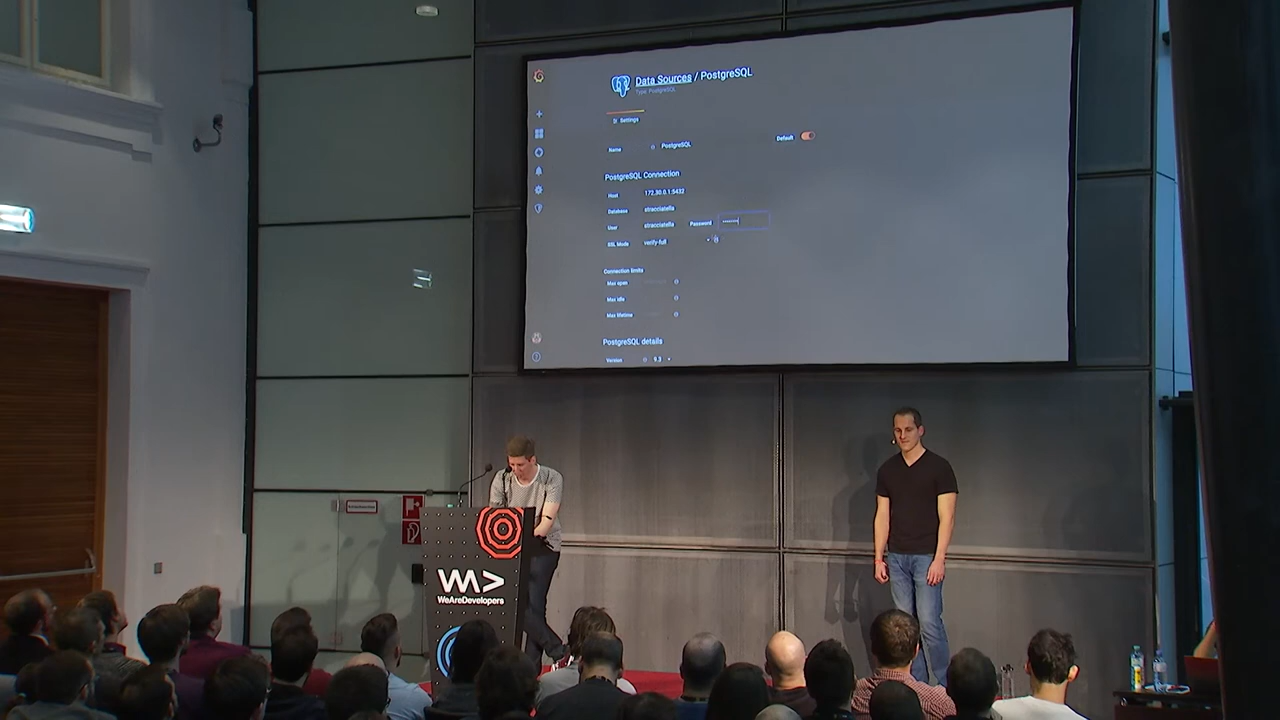 Data Sources / PostgreSQL
Type: PostgreSQL
Settings
Name PostgreSQL Default
PostgreSQL Connection
Host 172.30.0.1:5432
Database stracciatella
User stracciatella Password
SSL Mode verify-full
Connection limits
Max open
Max idle
Max lifetime
PostgreSQL details
Version 9.3
WeAreDevelopers